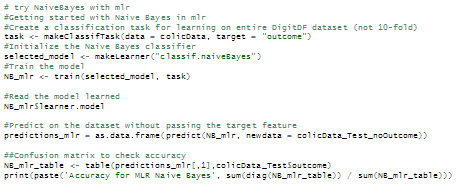 # try NaiveBayes with mlr
#Getting started with Naive Bayes in mlr
#Create a classification task for learning on entire DigitDF dataset (not 10-fold)
task <- makeClassifTask(data = colicData, target = "outcome")
#Initialize the Naive Bayes classifier
selected_model <- makeLearner("classif.naiveBayes")
#Train the model
NB_mlr <- train(selected_model, task)
#Read the model learned
NB_mlr$learner.model
#Predict on the dataset without passing the target feature
predictions_mlr = as.data.frame(predict(NB_mlr, newdata = colicData_Test_noOutcome))
##Confusion matrix to check accuracy
NB_mlr_table <- table(predictions_mlr[,1],colicData_Test$outcome)
print(paste('Accuracy for MLR Naive Bayes', sum(diag(NB_mlr_table)) / sum(NB_mlr_table)))